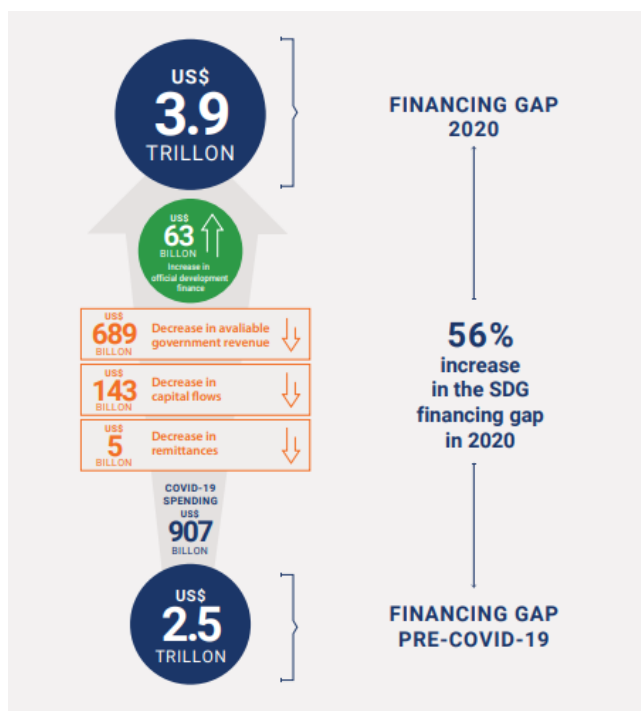 US$
3.9
TRILLON
FINANCING GAP
2020
US$
63
BILLON
Increase in
official development
finance
US$
689
BILLON
Decrease in avaliable
government revenue
US$
143
BILLON
Decrease in
capital flows
US$
5
BILLON
Decrease in
remittances
56%
increase
in the SDG
financing gap
in 2020
COVID-19
SPENDING
US$
907
BILLON
US$
2.5
TRILLON
FINANCING GAP
PRE-COVID-19